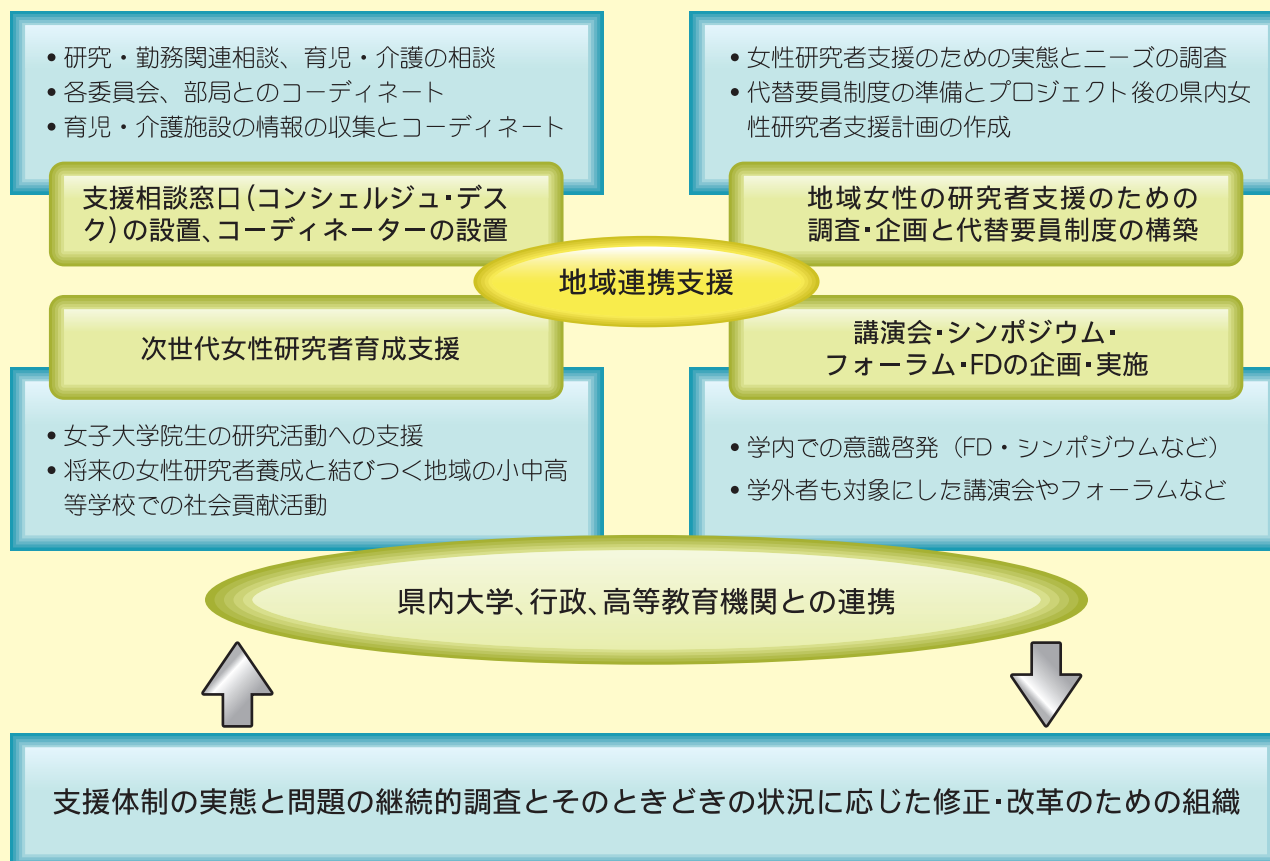 • 研究・勤務関連相談、育児・介護の相談
• 各委員会、部局とのコーディネート
• 育児・介護施設の情報の収集とコーディネート
支援相談窓口(コンシェルジュ・デス
ク)の設置、コーディネーターの設置
• 女性研究者支援のための実態とニーズの調査
• 代替要員制度の準備とプロジェクト後の県内女
性研究者支援計画の作成
地域女性の研究者支援のための
調査・企画と代替要員制度の構築
地域連携支援
次世代女性研究者育成支援
• 女子大学院生の研究活動への支援
• 将来の女性研究者養成と結びつく地域の小中高
等学校での社会貢献活動
講演会・シンポジウム・
フォーラム・FDの企画・実施
• 学内での意識啓発（FD・シンポジウムなど）
• 学外者も対象にした講演会やフォーラムなど
県内大学、行政、高等教育機関との連携
支援体制の実態と問題の継続的調査とそのときどきの状況に応じた修正・改革のための組織